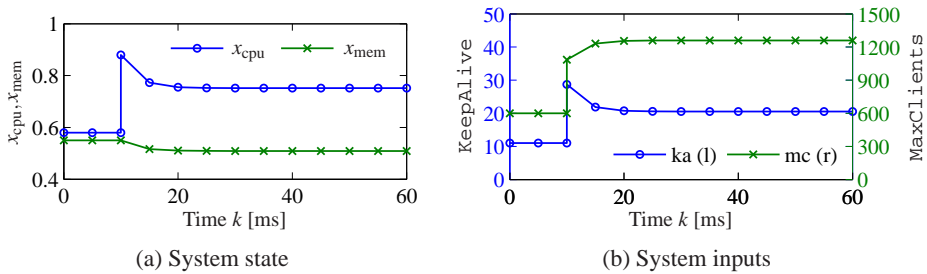 1
0.8
0.6
0.4
x_cpu, x_mem
x_cpu
x_mem
0 20 40 60
Time k [ms]
(a) System state
50
40
30
20
10
0
KeepAlive
1500
1200
900
600
300
0
MaxClients
ka (l)
mc (r)
0 20 40 60
Time k [ms]
(b) System inputs